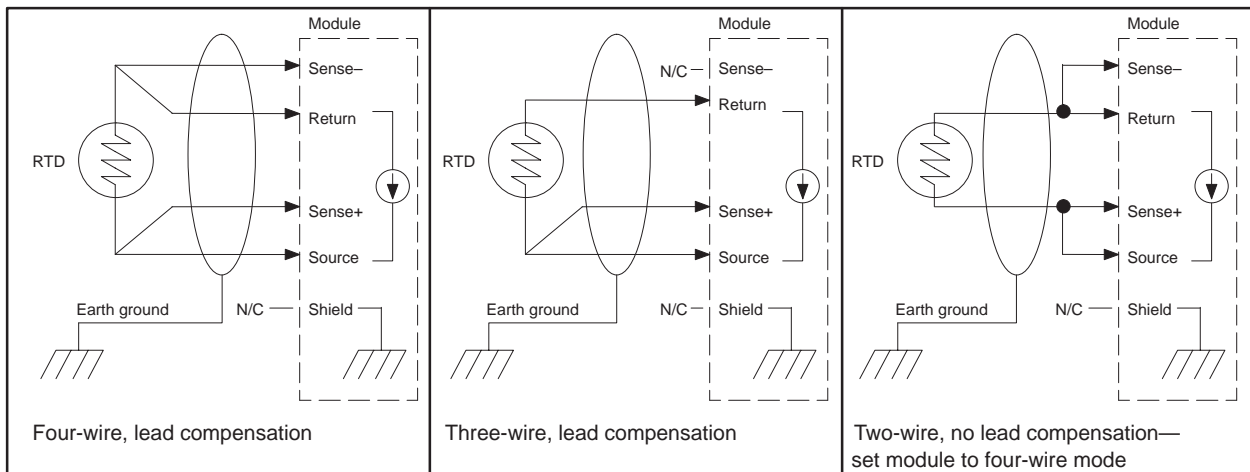 Module
Sense–
Return
RTD
Sense+
Source
Earth ground
N/C
Shield
Four-wire, lead compensation
Module
N/C
Sense–
Return
RTD
Sense+
Source
Earth ground
N/C
Shield
Three-wire, lead compensation
Module
Sense–
Return
RTD
Sense+
Source
Earth ground
N/C
Shield
Two-wire, no lead compensation—
set module to four-wire mode